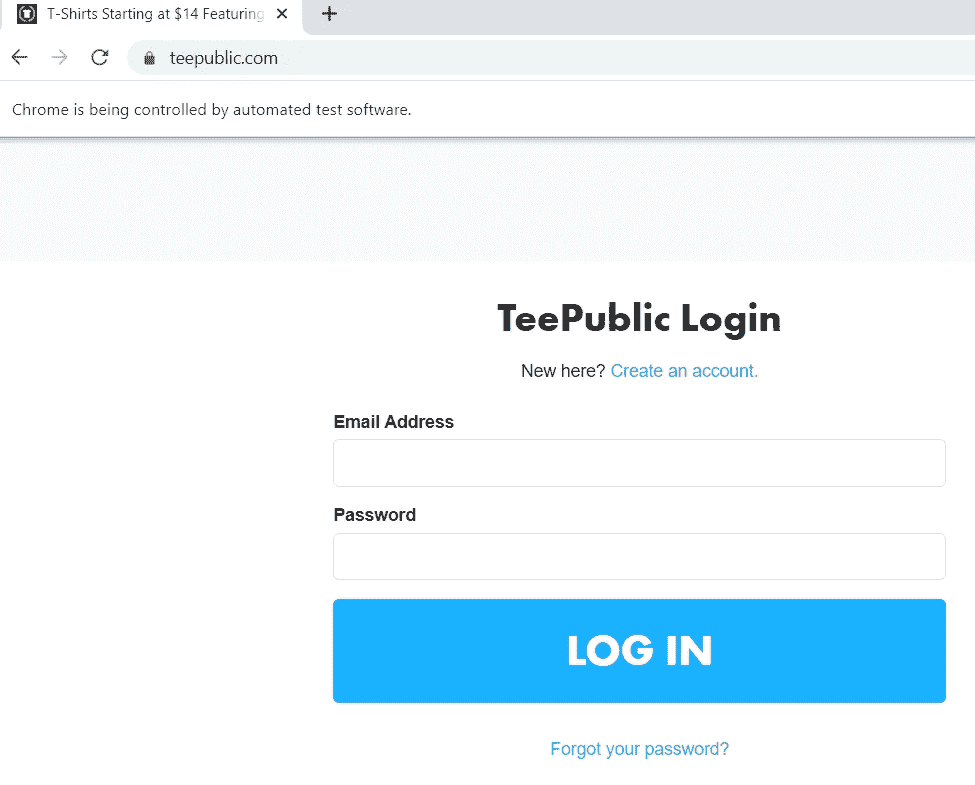 T-Shirts Starting at $14 Featuring
teepublic.com
Chrome is being controlled by automated test software.
TeePublic Login
New here? Create an account.
Email Address
Password
LOG IN
Forgot your password?